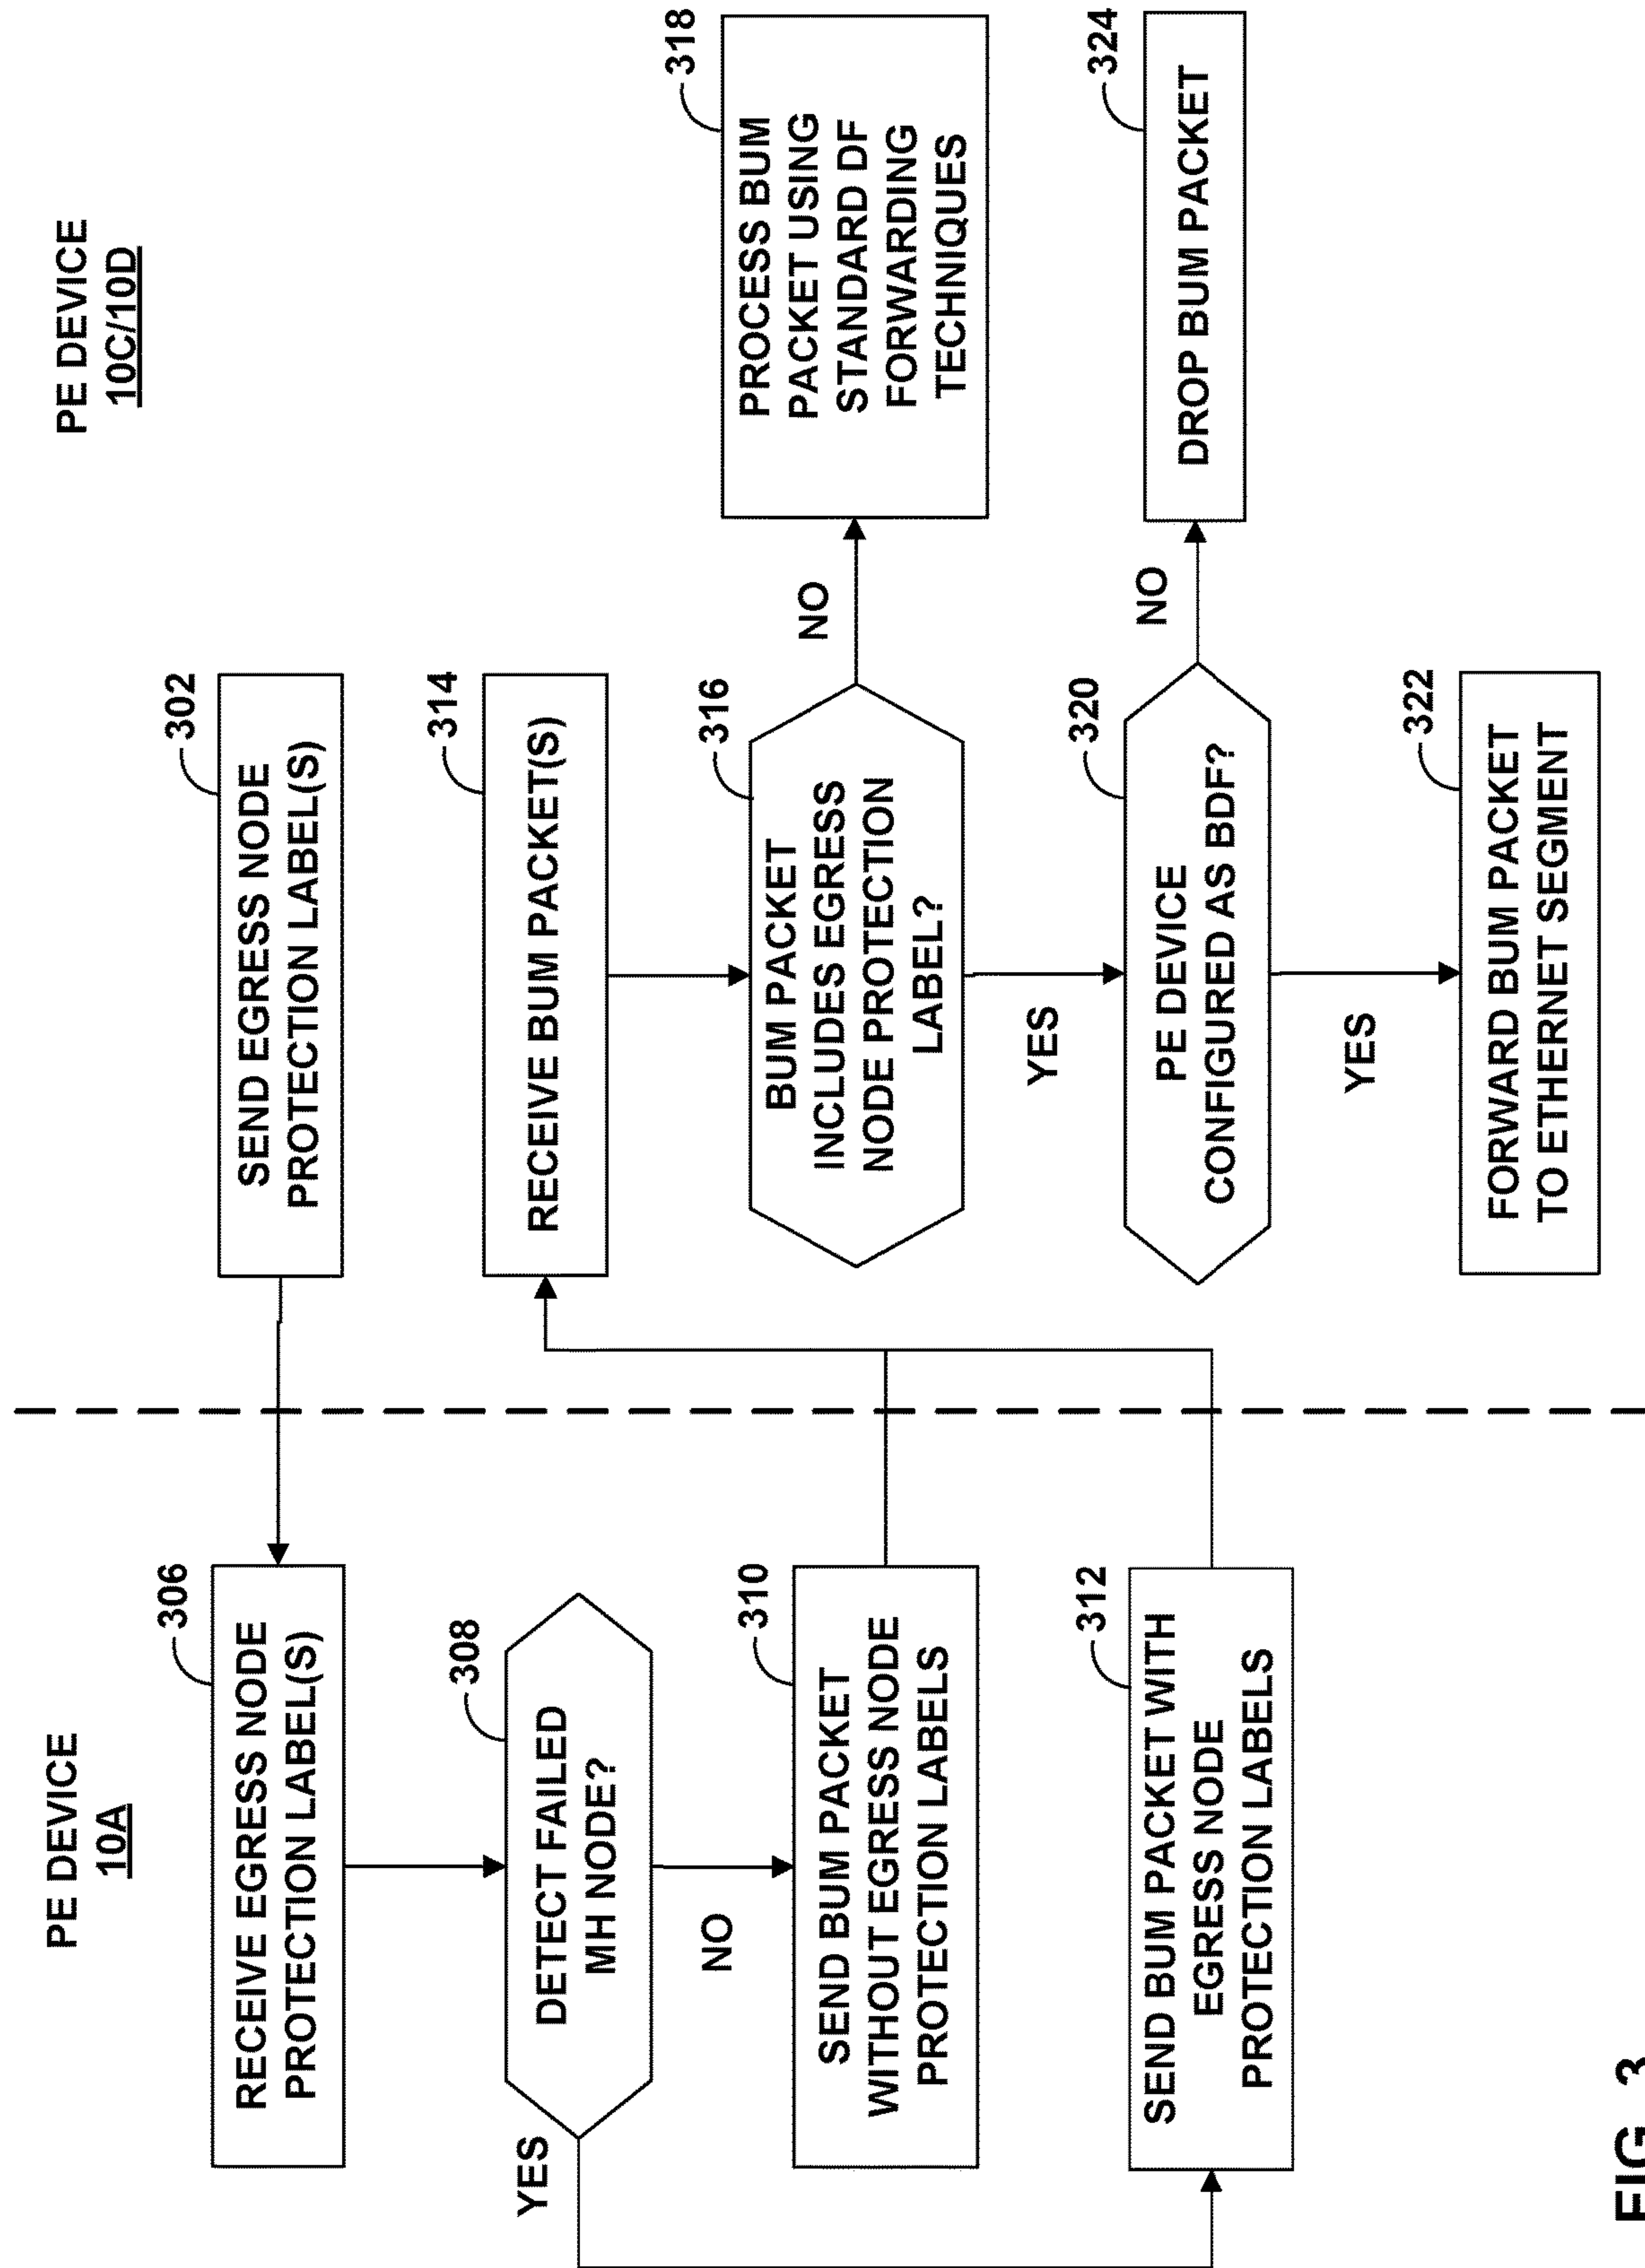 PE DEVICE
10A
PE DEVICE
10C/10D
302
SEND EGRESS NODE
PROTECTION LABEL(S)
306
RECEIVE EGRESS NODE
PROTECTION LABEL(S)
308
DETECT FAILED
MH NODE?
YES
NO
310
SEND BUM PACKET
WITHOUT EGRESS NODE
PROTECTION LABELS
312
SEND BUM PACKET WITH
EGRESS NODE
PROTECTION LABELS
314
RECEIVE BUM PACKET(S)
316
BUM PACKET
INCLUDES EGRESS
NODE PROTECTION
LABEL?
NO
YES
318
PROCESS BUM
PACKET USING
STANDARD DF
FORWARDING
TECHNIQUES
320
PE DEVICE
CONFIGURED AS BDF?
NO
YES
324
DROP BUM PACKET
322
FORWARD BUM PACKET
TO ETHERNET SEGMENT
FIG. 3